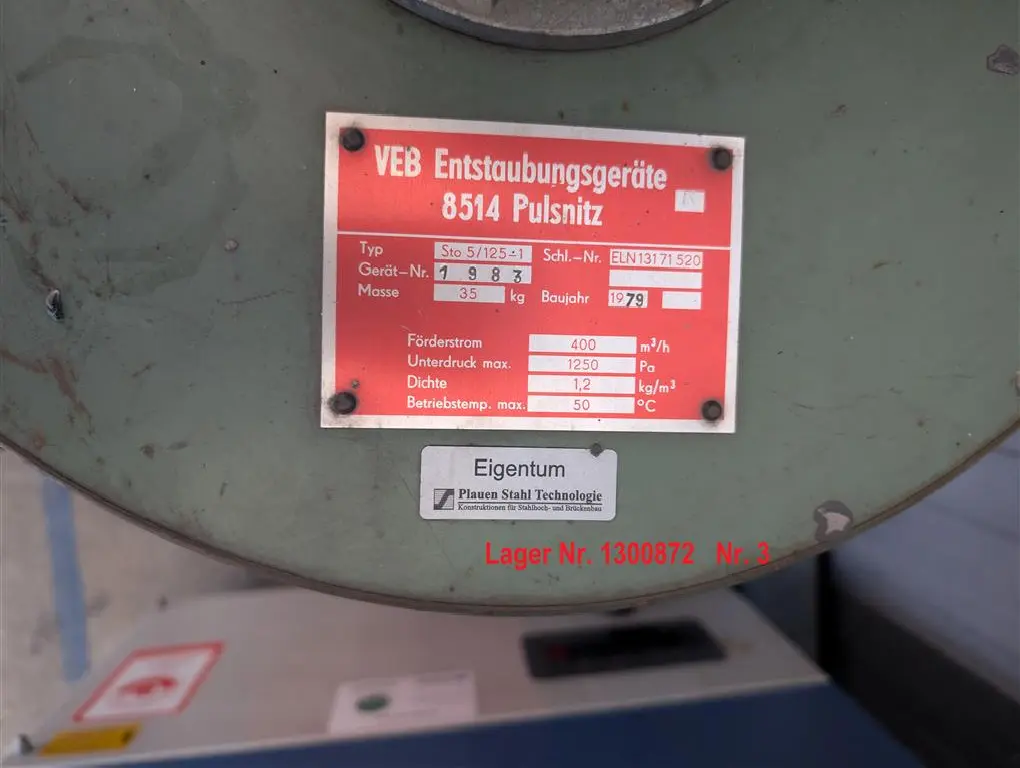 VEB Entstaubungsgeräte
8514 Pulsnitz
Typ Sto 5/125-1 Schl.-Nr. ELN 131 71 520
Gerät-Nr. 1983
Masse 35 kg Baujahr 1979
Förderstrom 400 m³/h
Unterdruck max. 1250 Pa
Dichte 1,2 kg/m³
Betriebstemp. max. 50 °C
Eigentum
Plauen Stahl Technologie
Konstruktionen für Stahlhoch- und Brückenbau
Lager Nr. 1300872 Nr. 3